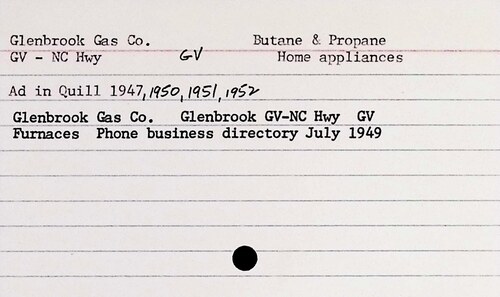 Glenbrook Gas Co. Butane & Propane
GV - NC Hwy GV Home appliances
Ad in Quill 1947, 1950, 1951, 1952
Glenbrook Gas Co. Glenbrook GV-NC Hwy GV
Furnaces Phone business directory July 1949